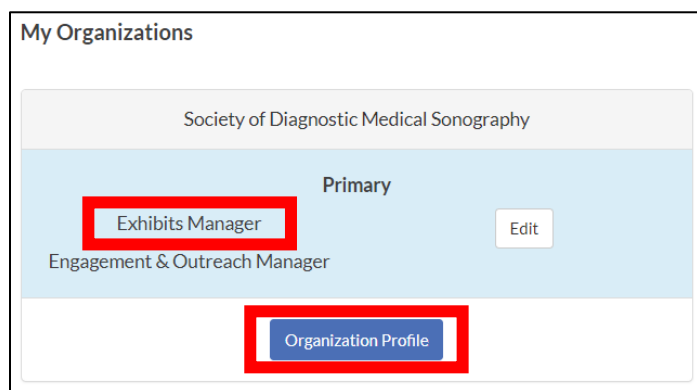 My Organizations
Society of Diagnostic Medical Sonography
Primary
Exhibits Manager
Edit
Engagement & Outreach Manager
Organization Profile